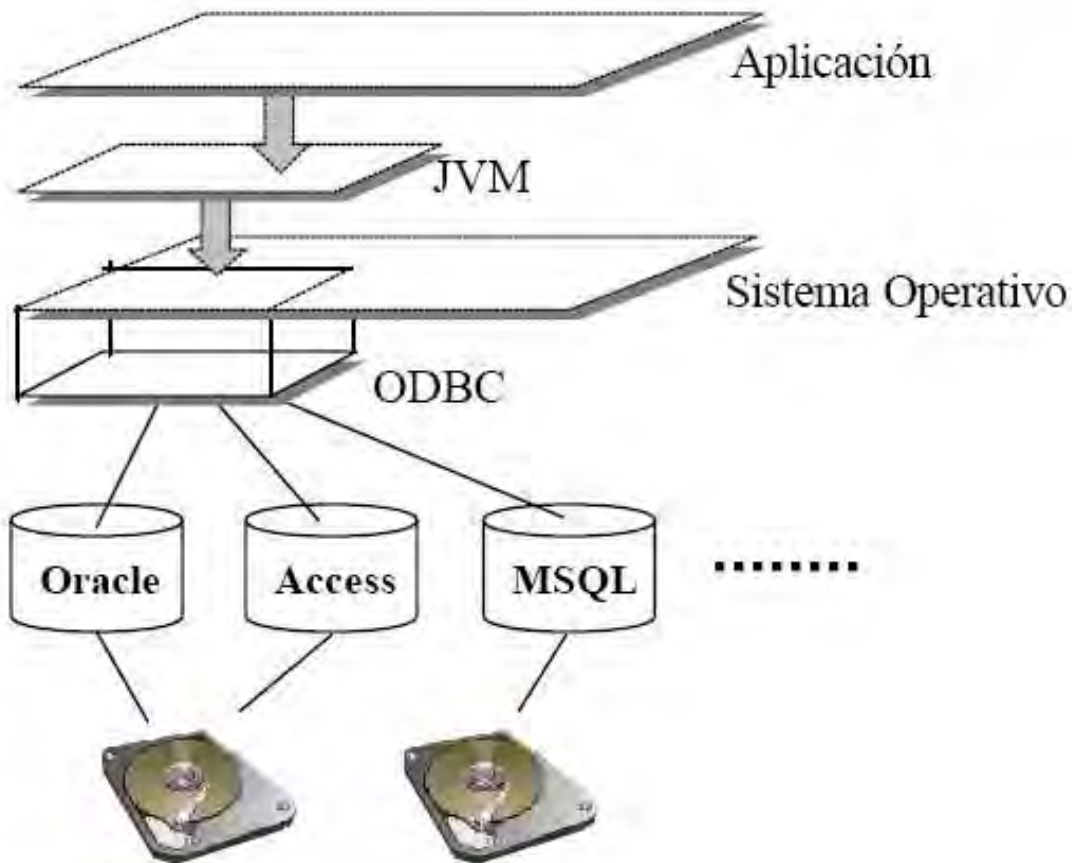 Aplicación
JVM
Sistema Operativo
ODBC
Oracle
Access
MSQL